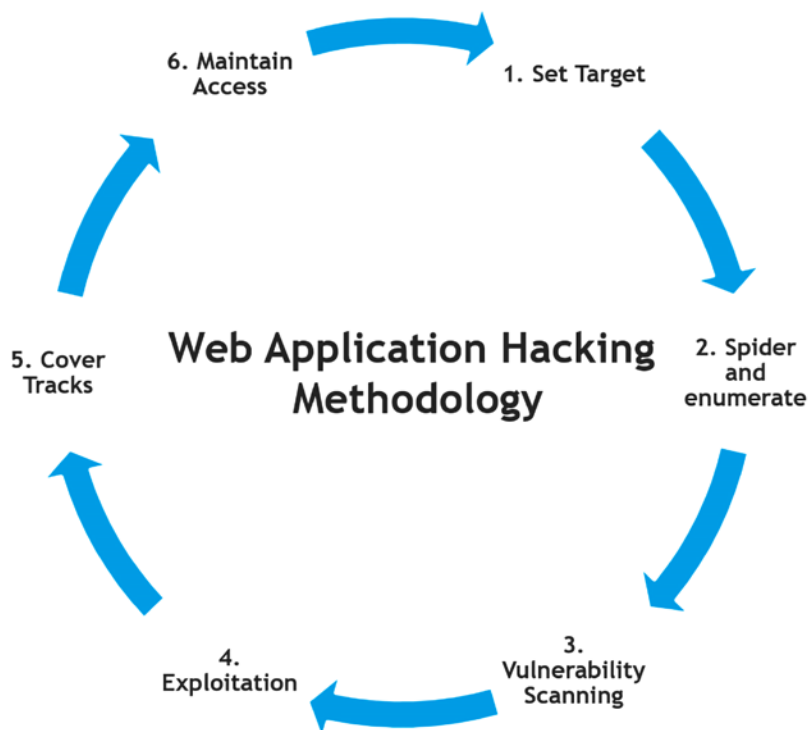 6. Maintain
Access
1. Set Target
Web Application Hacking
Methodology
2. Spider
and
enumerate
5. Cover
Tracks
3.
Vulnerability
Scanning
4.
Exploitation